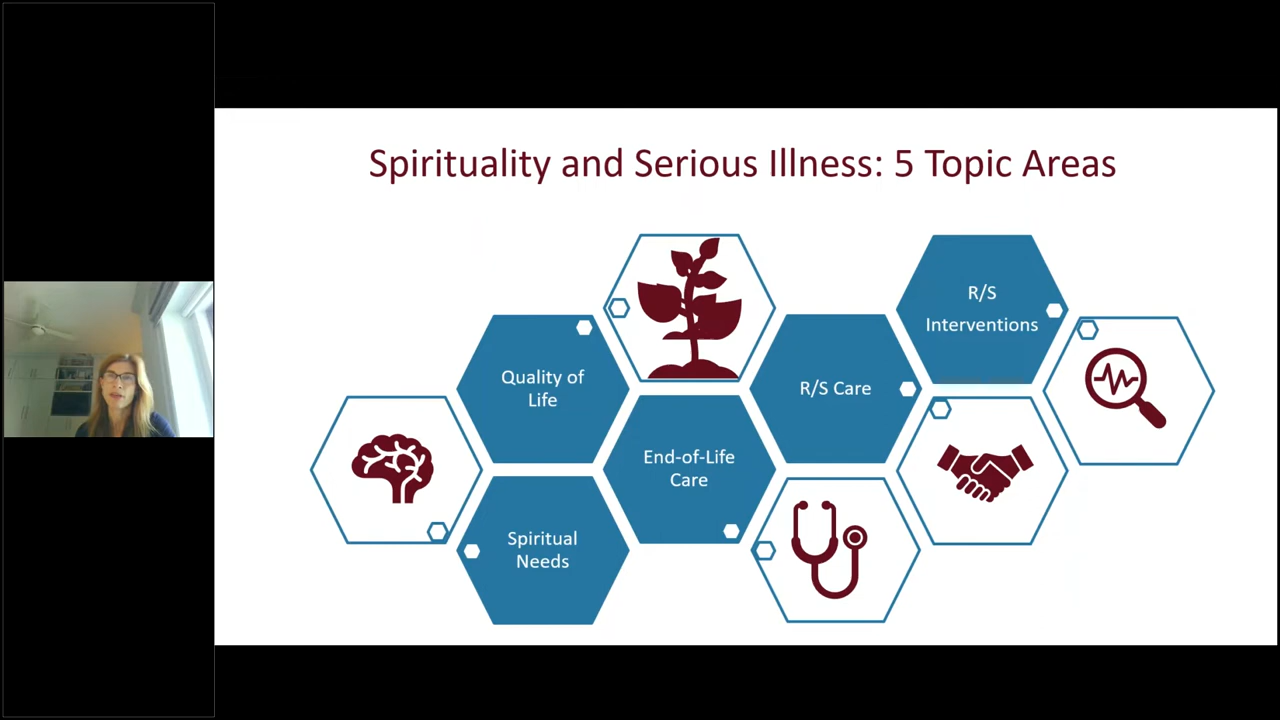 Spirituality and Serious Illness: 5 Topic Areas
R/S
Interventions
Quality of
Life
R/S Care
End-of-Life
Care
Spiritual
Needs